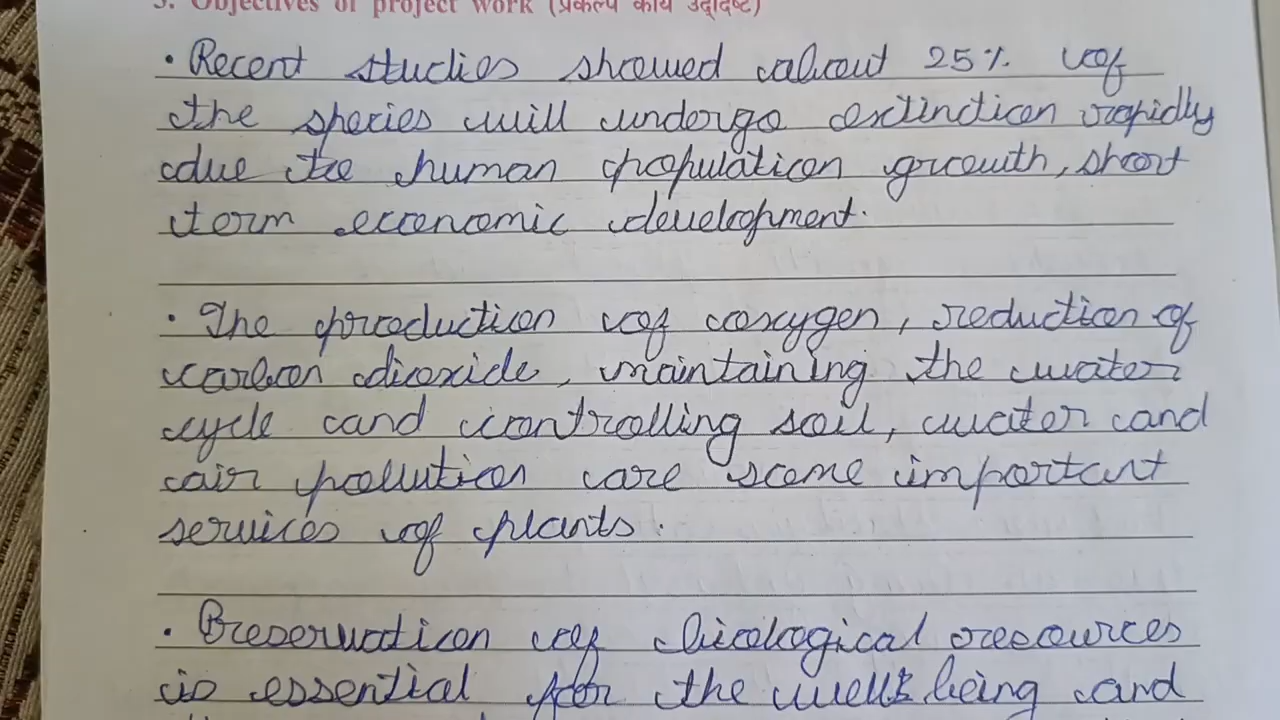 3. Objectives of project work (प्रकल्प कार्य उद्दिष्ट)
• Recent studies showed about 25% of
the species will undergo extinction rapidly
due to human population growth, short
term economic development.
• The production of oxygen, reduction of
carbon dioxide, maintaining the water
cycle and controlling soil, water and
air pollution are some important
services of plants.
• Preservation of biological resources
is essential for the well being and